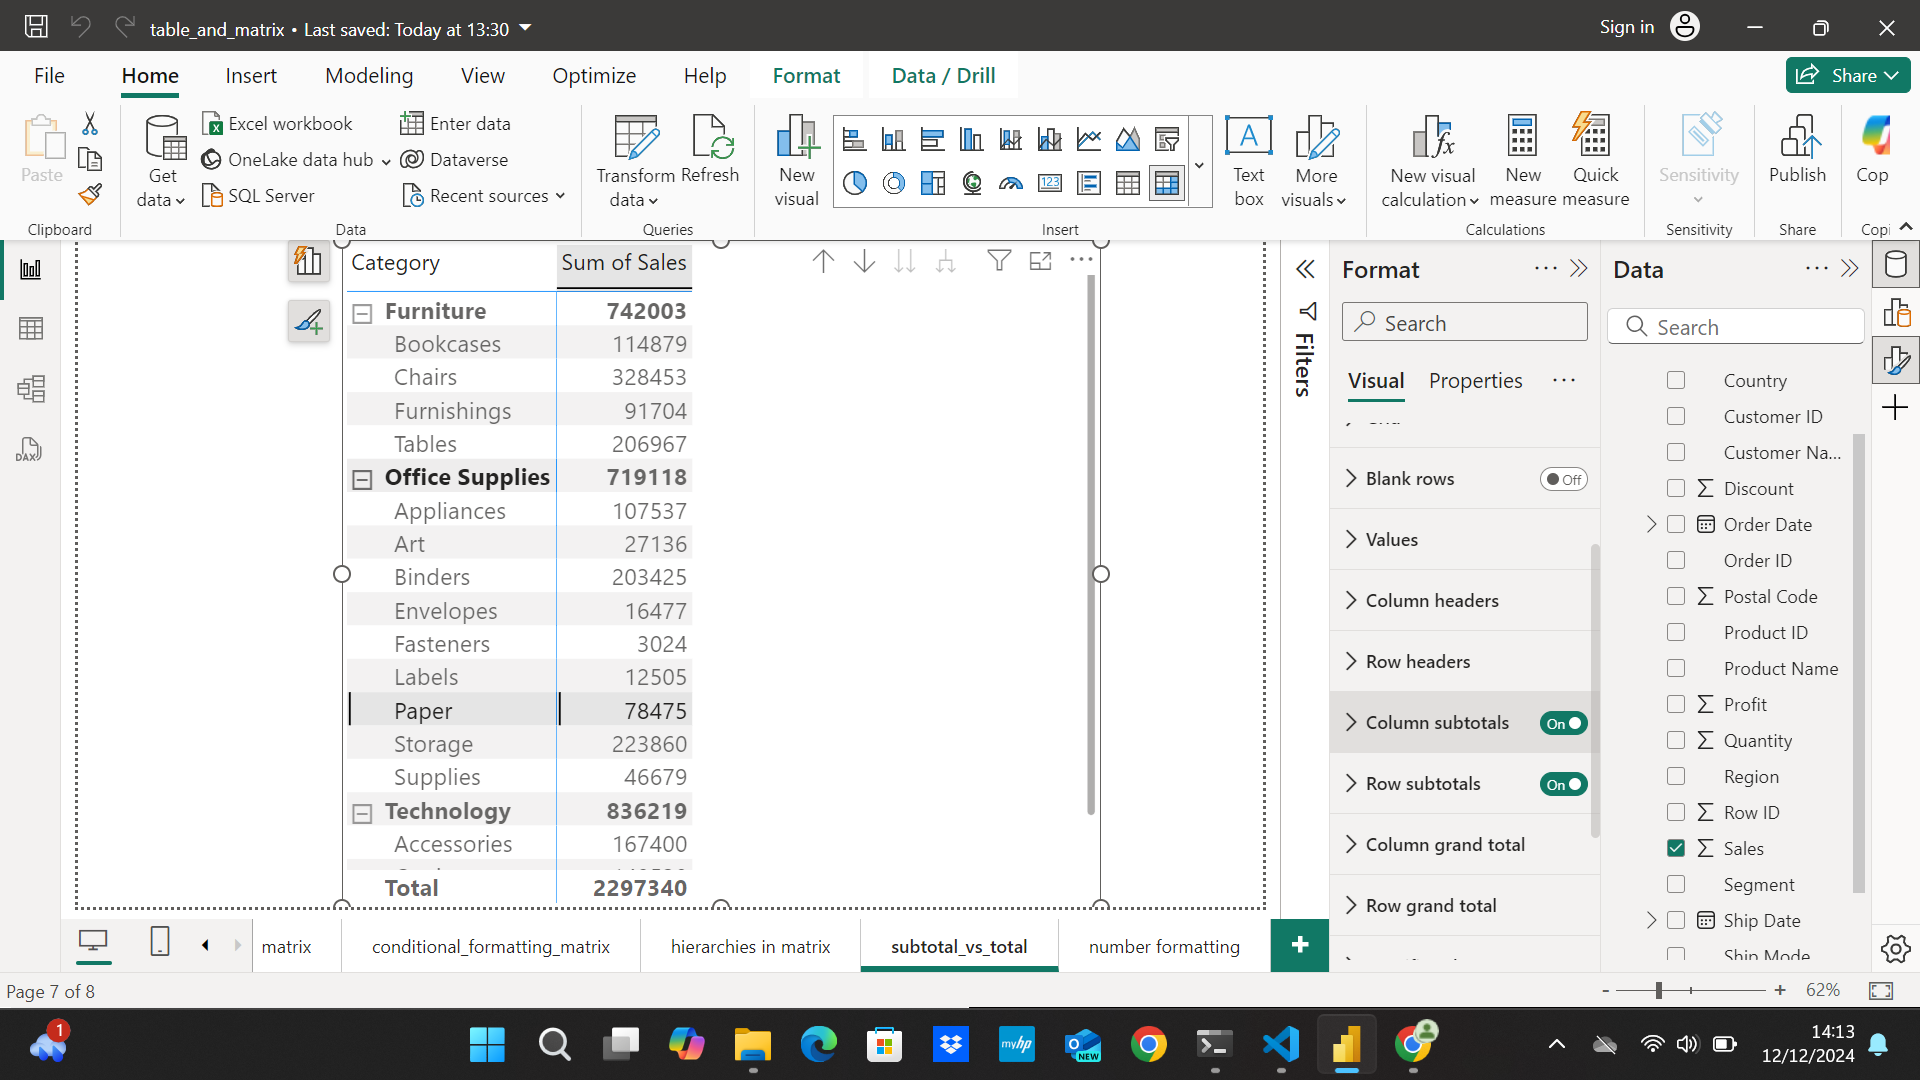 table_and_matrix • Last saved: Today at 13:30
Sign in
File Home Insert Modeling View Optimize Help Format Data / Drill
Share
Paste
Clipboard
Get data
Excel workbook
OneLake data hub
SQL Server
Enter data
Dataverse
Recent sources
Data
Transform data
Refresh
Queries
New visual
123
A
Text box
More visuals
Insert
New visual calculation
New measure
Quick measure
Calculations
Sensitivity
Sensitivity
Publish
Share
Cop
Copi
DAX
Category Sum of Sales
Furniture 742003
Bookcases 114879
Chairs 328453
Furnishings 91704
Tables 206967
Office Supplies 719118
Appliances 107537
Art 27136
Binders 203425
Envelopes 16477
Fasteners 3024
Labels 12505
Paper 78475
Storage 223860
Supplies 46679
Technology 836219
Accessories 167400
Total 2297340
Filters
Format
Search
Visual Properties
Blank rows Off
Values
Column headers
Row headers
Column subtotals On
Row subtotals On
Column grand total
Row grand total
Data
Search
Country
Customer ID
Customer Na...
Discount
Order Date
Order ID
Postal Code
Product ID
Product Name
Profit
Quantity
Region
Row ID
Sales
Segment
Ship Date
Ship Mode
matrix conditional_formatting_matrix hierarchies in matrix subtotal_vs_total number formatting
Page 7 of 8
- + 62%
1
myhp
NEW
14:13
12/12/2024